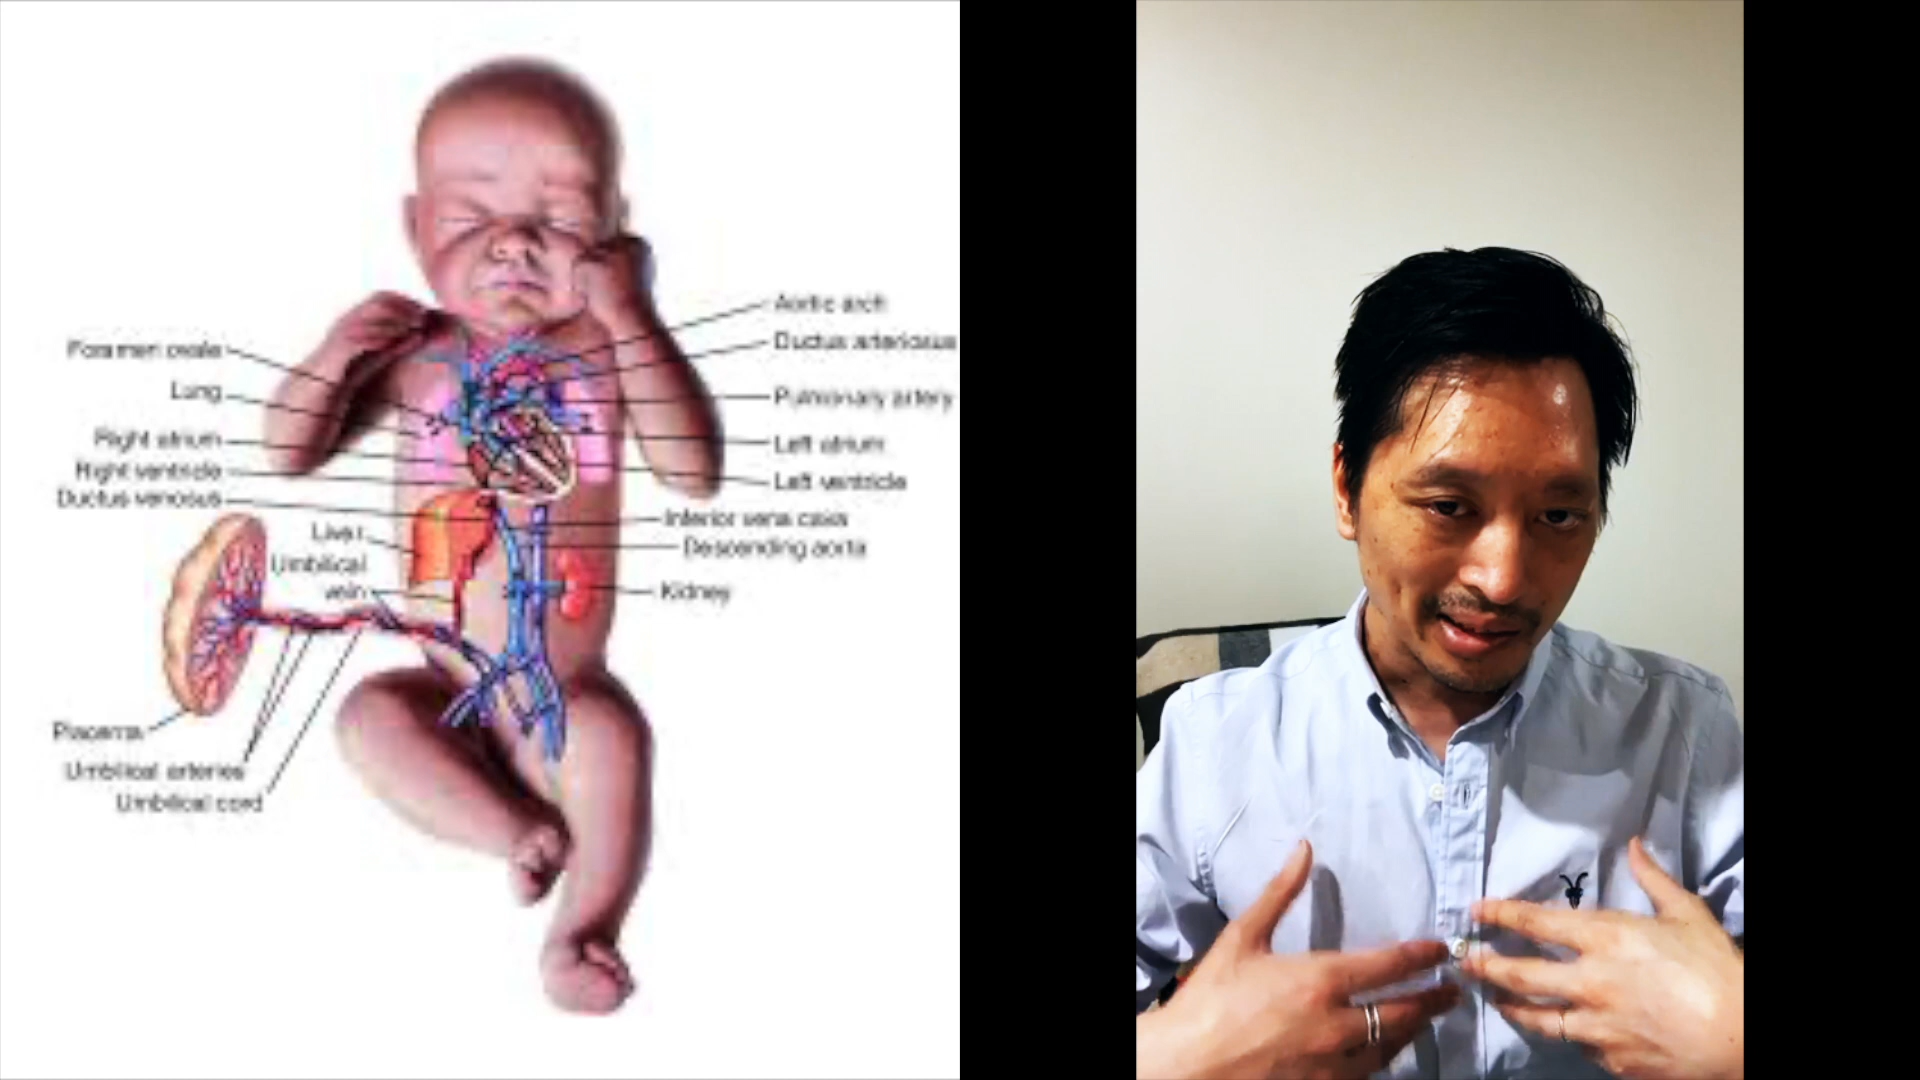 Foramen ovale
Lung
Right atrium
Right ventricle
Ductus venosus
Liver
Umbilical
vein
Placenta
Umbilical arteries
Umbilical cord
Aortic arch
Ductus arteriosus
Pulmonary artery
Left atrium
Left ventricle
Inferior vena cava
Descending aorta
Kidney